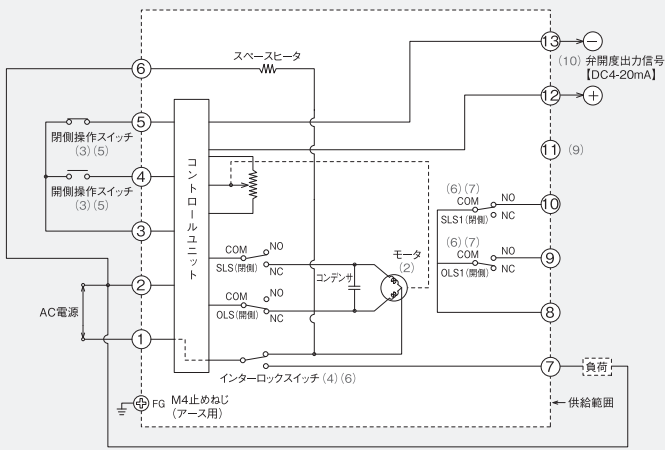 スペースヒータ
⑥
⑤
閉側操作スイッチ
(3)(5)
④
開側操作スイッチ
(3)(5)
③
②
AC電源
①
FG M4止めねじ
(アース用)
コントロールユニット
COM
NO
SLS(閉側)
NC
COM
NO
OLS(開側)
NC
コンデンサ
モータ
(2)
インターロックスイッチ(4)(6)
⑬
−
(10) 弁開度出力信号
【DC4-20mA】
⑫
+
⑪ (9)
(6)(7)
COM
NO
⑩
SLS1(閉側)
NC
(6)(7)
COM
NO
⑨
OLS1(開側)
NC
⑧
⑦
負荷
供給範囲